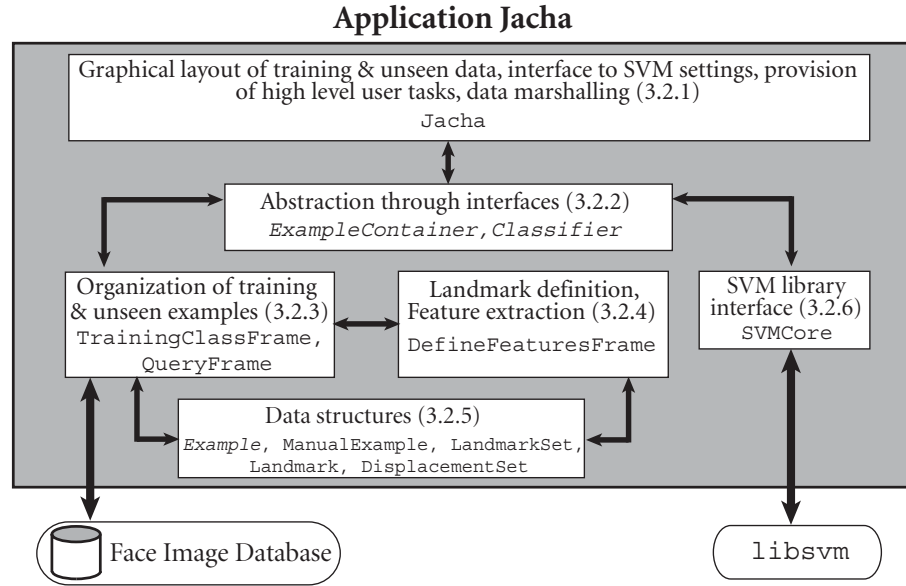 Application Jacha
Graphical layout of training & unseen data, interface to SVM settings, provision
of high level user tasks, data marshalling (3.2.1)
Jacha
Abstraction through interfaces (3.2.2)
ExampleContainer,Classifier
Organization of training
& unseen examples (3.2.3)
TrainingClassFrame,
QueryFrame
Landmark definition,
Feature extraction (3.2.4)
DefineFeaturesFrame
SVM library
interface (3.2.6)
SVMCore
Data structures (3.2.5)
Example, ManualExample, LandmarkSet,
Landmark, DisplacementSet
Face Image Database
libsvm